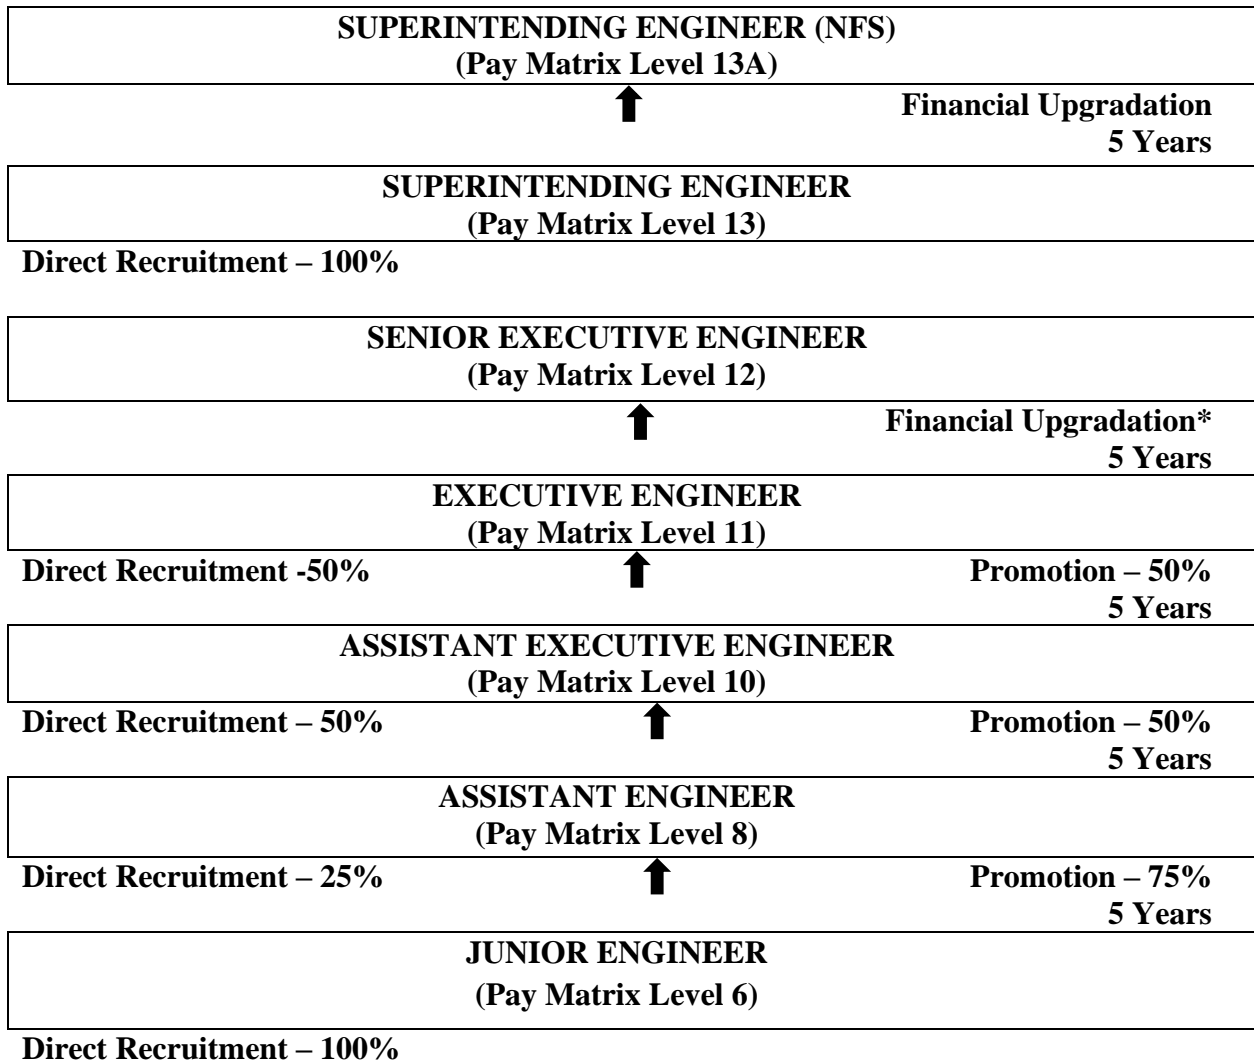 SUPERINTENDING ENGINEER (NFS)
(Pay Matrix Level 13A)
Financial Upgradation
5 Years
SUPERINTENDING ENGINEER
(Pay Matrix Level 13)
Direct Recruitment – 100%
SENIOR EXECUTIVE ENGINEER
(Pay Matrix Level 12)
Financial Upgradation*
5 Years
EXECUTIVE ENGINEER
(Pay Matrix Level 11)
Direct Recruitment -50% Promotion – 50%
5 Years
ASSISTANT EXECUTIVE ENGINEER
(Pay Matrix Level 10)
Direct Recruitment – 50% Promotion – 50%
5 Years
ASSISTANT ENGINEER
(Pay Matrix Level 8)
Direct Recruitment – 25% Promotion – 75%
5 Years
JUNIOR ENGINEER
(Pay Matrix Level 6)
Direct Recruitment – 100%